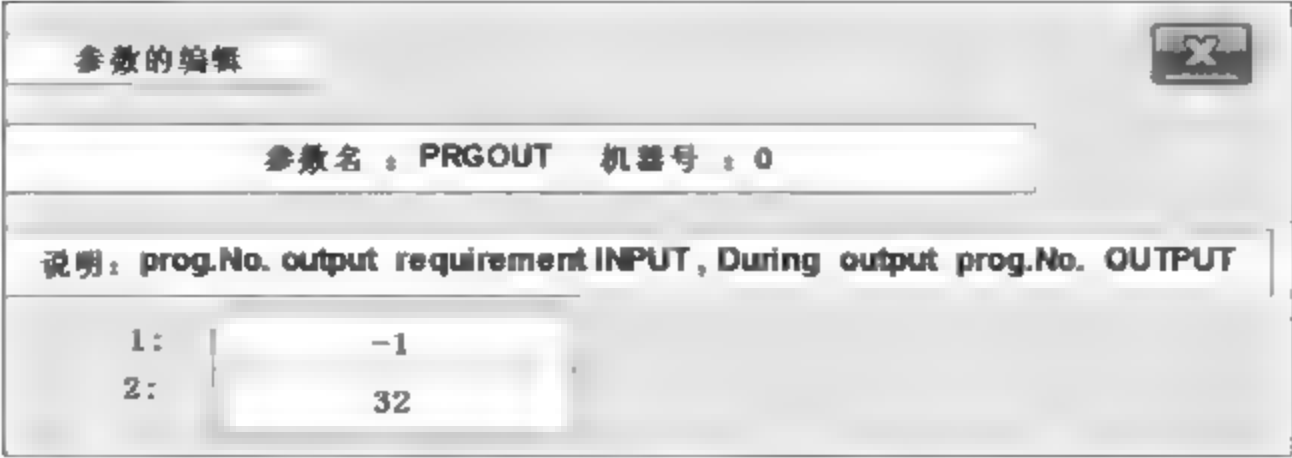 参数的编辑
X
参数名 : PRGOUT 机器号 : 0
说明: prog.No. output requirement INPUT, During output prog.No. OUTPUT
1: -1
2: 32